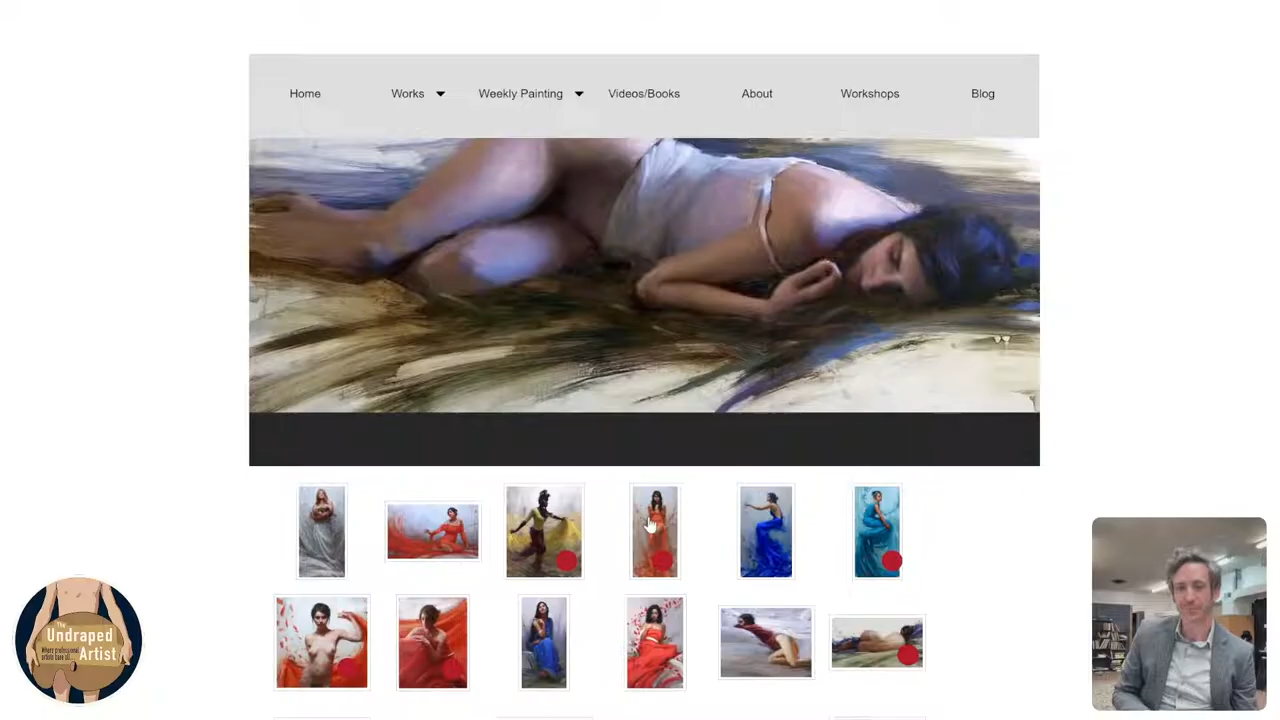 Home
Works
Weekly Painting
Videos/Books
About
Workshops
Blog
The
Undraped
Artist